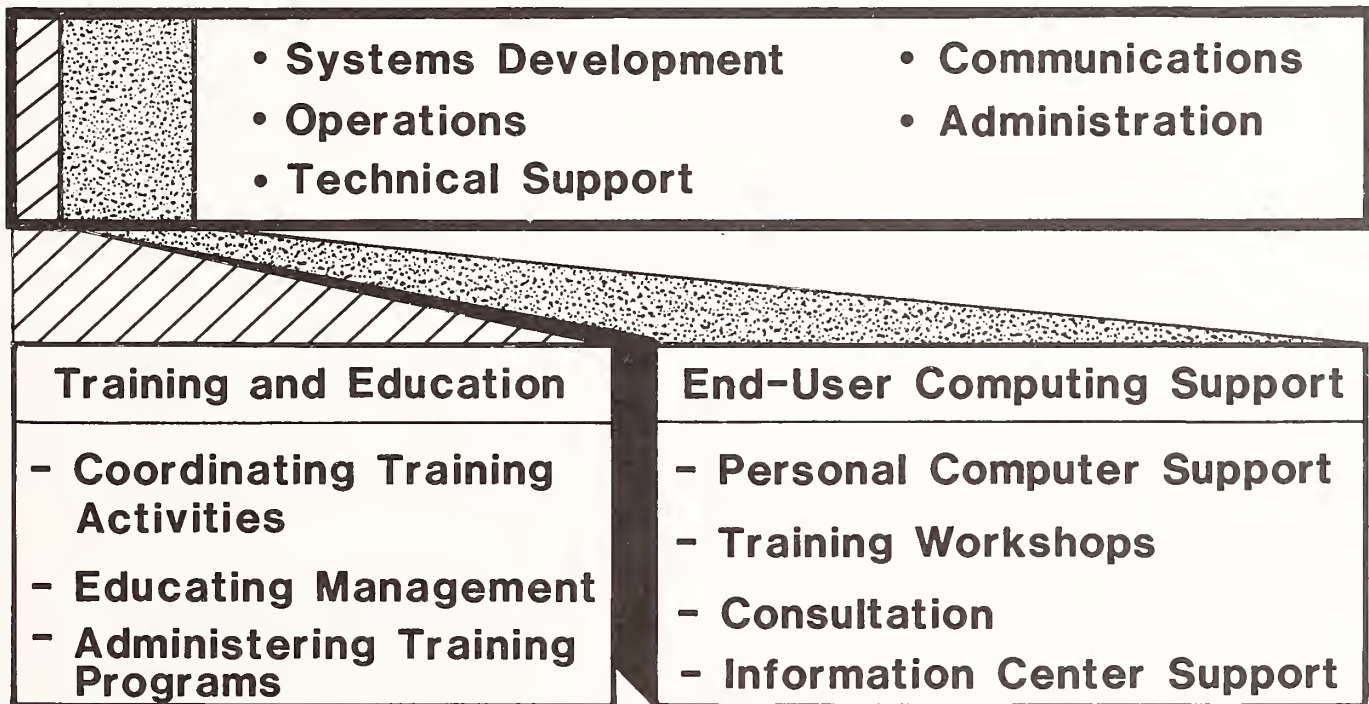 • Systems Development
• Operations
• Technical Support
• Communications
• Administration
Training and Education
- Coordinating Training
Activities
- Educating Management
- Administering Training
Programs
End-User Computing Support
- Personal Computer Support
- Training Workshops
- Consultation
- Information Center Support